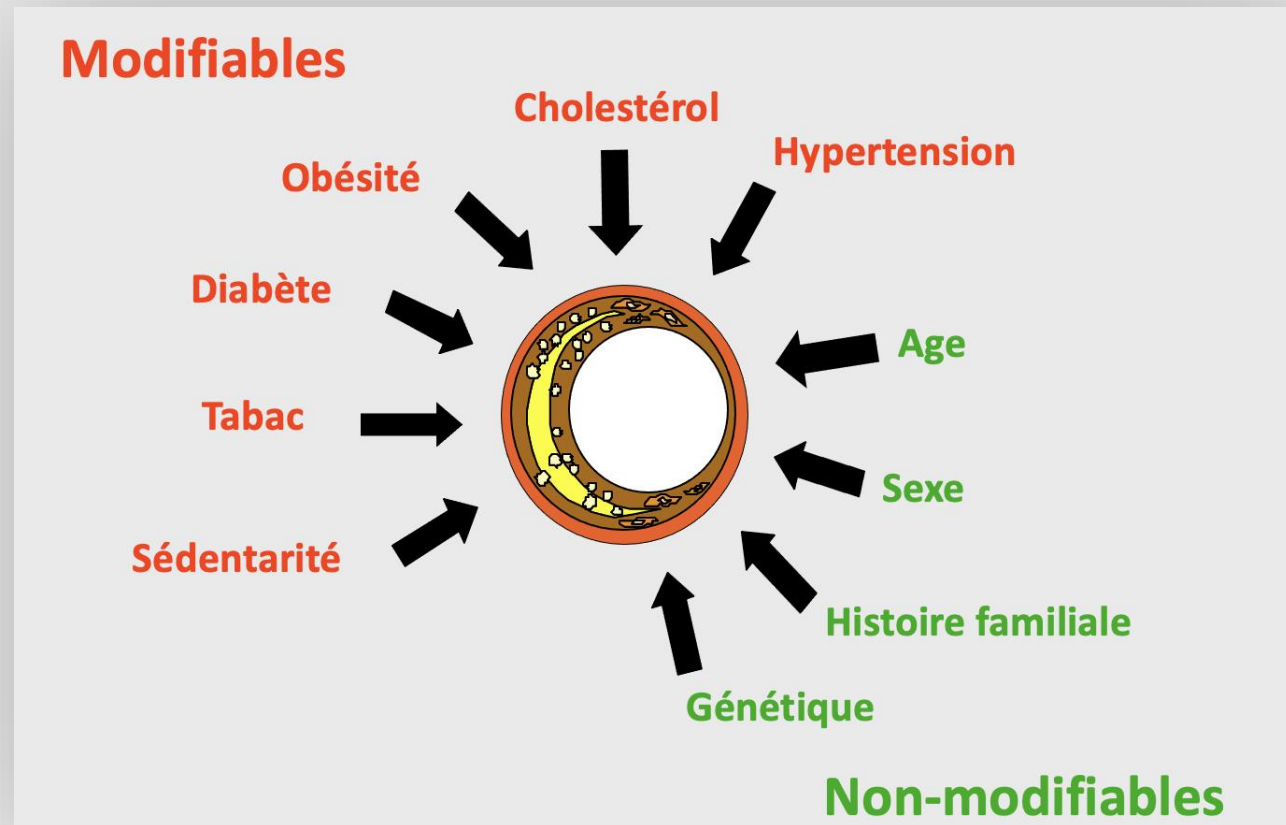 Modifiables
Cholestérol
Hypertension
Obésité
Diabète
Age
Tabac
Sexe
Sédentarité
Histoire familiale
Génétique
Non-modifiables